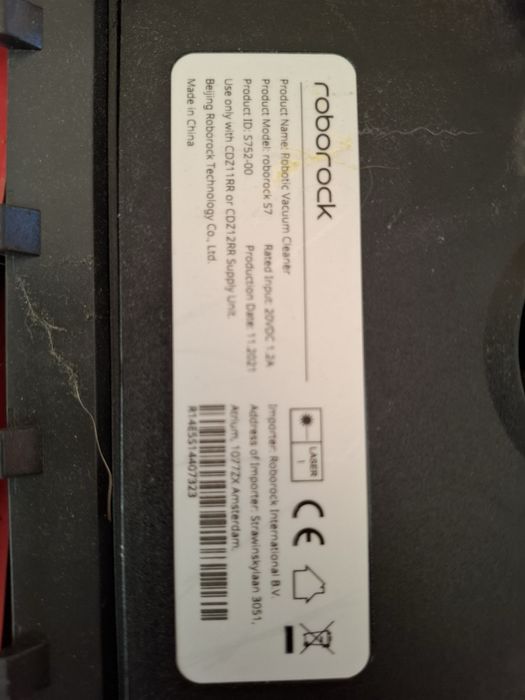 roborock
Product Name: Robotic Vacuum Cleaner
Product Model: roborock S7 Rated Input: 20VDC 1.2A
Product ID: S752-00 Production Date: 11.2021
Use only with CDZ11RR or CDZ12RR Supply Unit.
Beijing Roborock Technology Co., Ltd.
Made in China
LASER
1
CE
Importer: Roborock International B.V.
Address of Importer: Strawinskylaan 3051,
Atrium, 1077ZX Amsterdam.
R14E5S14407323